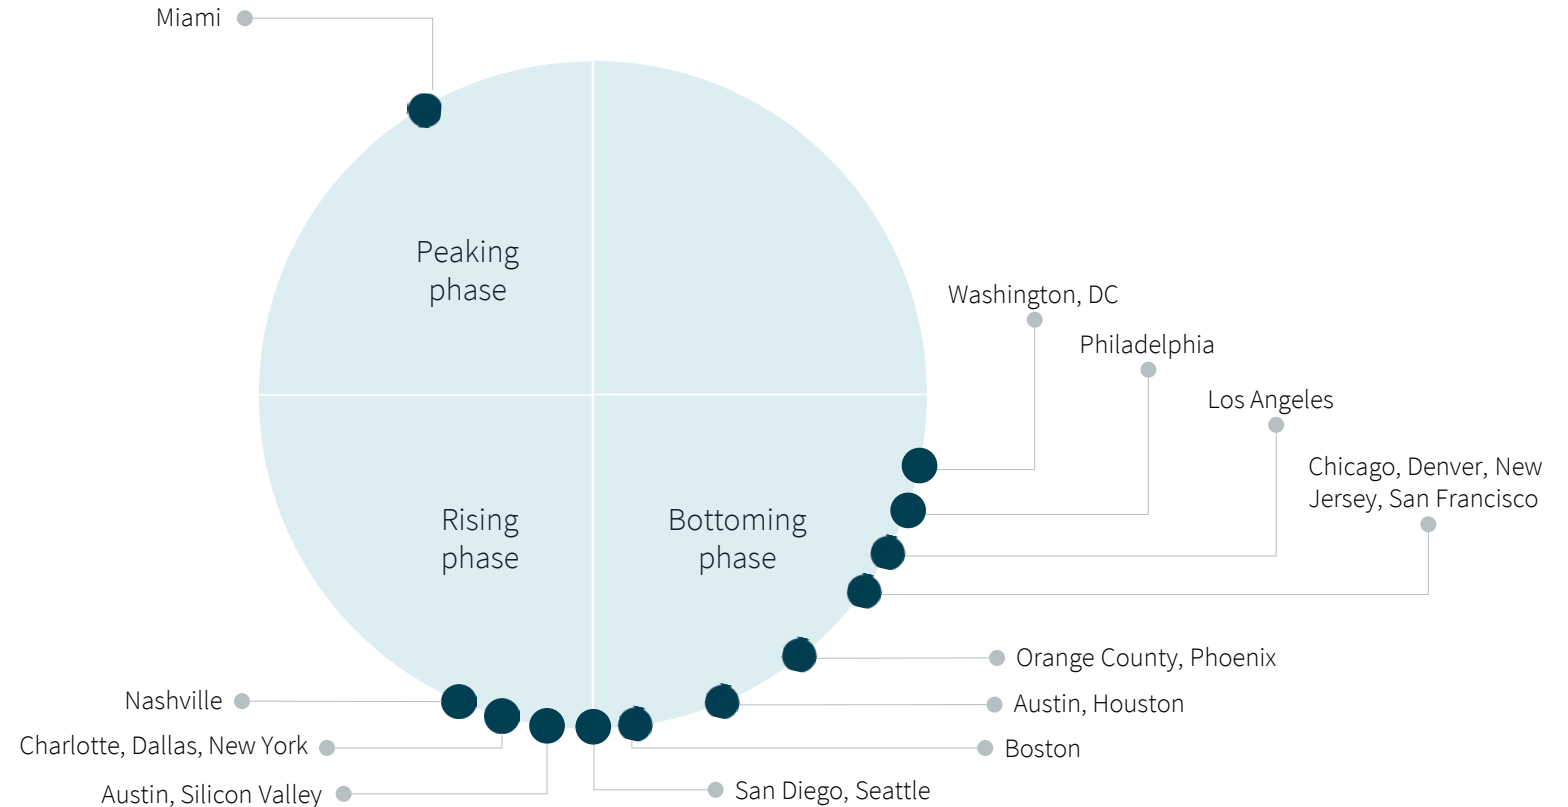 Miami
Peaking
phase
Washington, DC
Philadelphia
Los Angeles
Chicago, Denver, New
Jersey, San Francisco
Rising
phase
Bottoming
phase
Orange County, Phoenix
Nashville
Austin, Houston
Charlotte, Dallas, New York
Boston
Austin, Silicon Valley
San Diego, Seattle